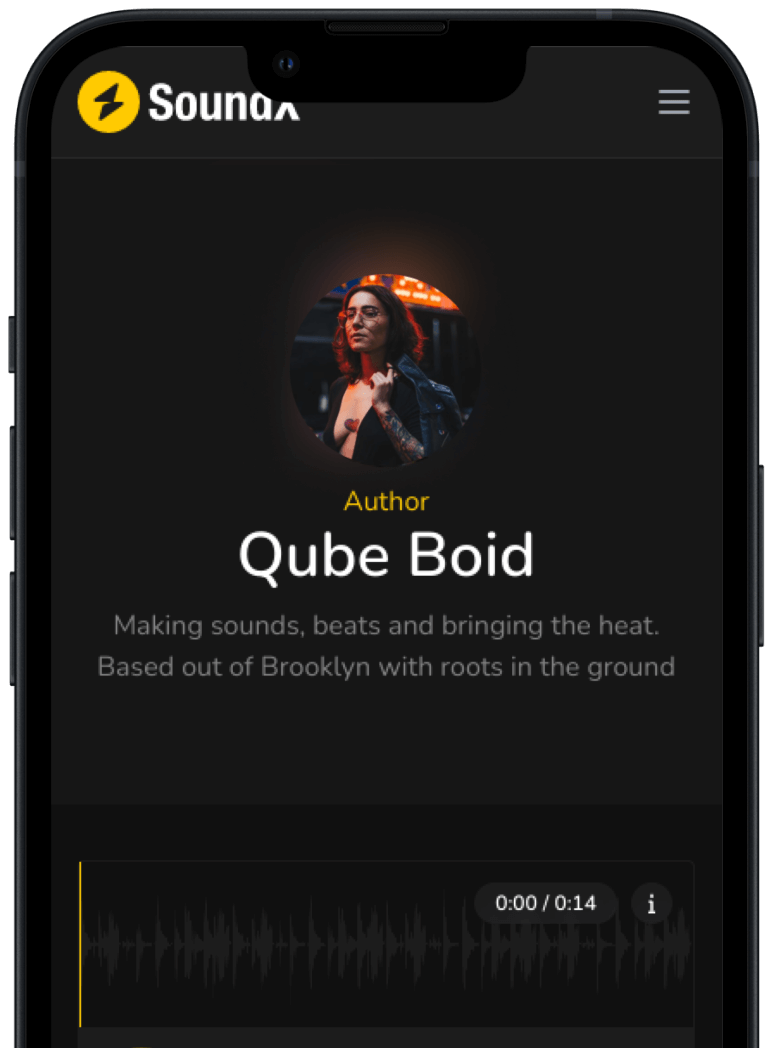 SoundX
Author
Qube Boid
Making sounds, beats and bringing the heat.
Based out of Brooklyn with roots in the ground
0:00 / 0:14
i